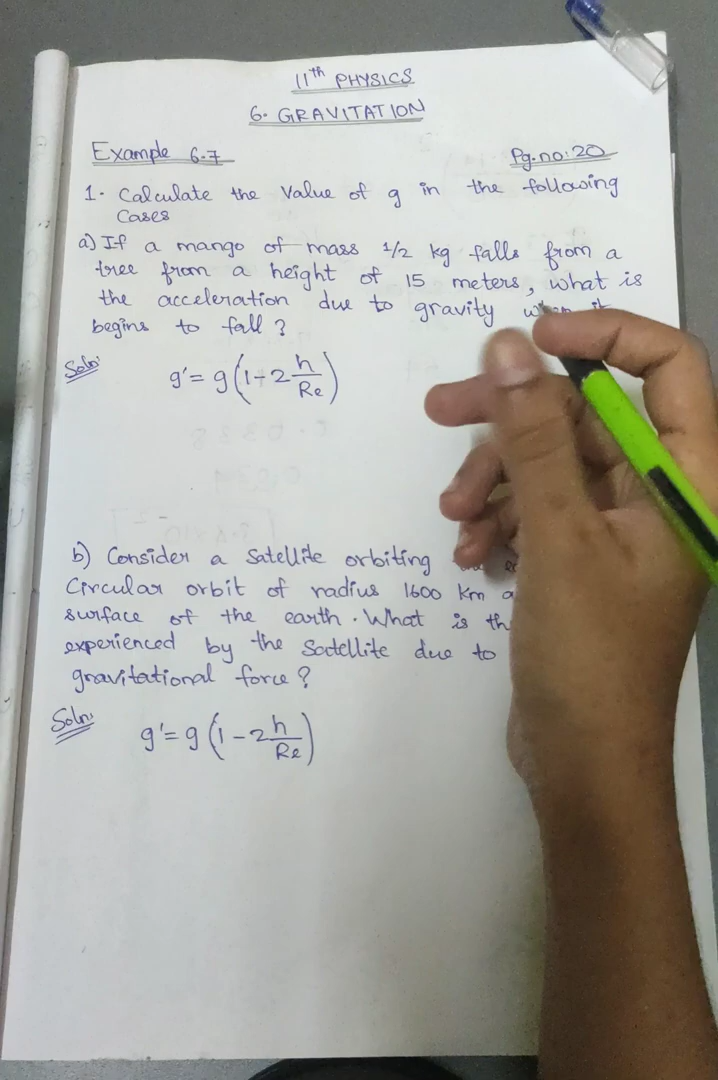 11th PHYSICS
6. GRAVITATION
Example 6.7 Pg.no:20
1. Calculate the Value of g in the following
Cases
a) If a mango of mass 1/2 kg falls from a
tree from a height of 15 meters, what is
the acceleration due to gravity when it
begins to fall?
Soln: g' = g(1-2 h/Re)
b) Consider a Satellite orbiting
Circular orbit of radius 1600 Km
surface of the earth. What is
experienced by the Satellite due to
gravitational force?
Soln: g' = g(1-2 h/Re)